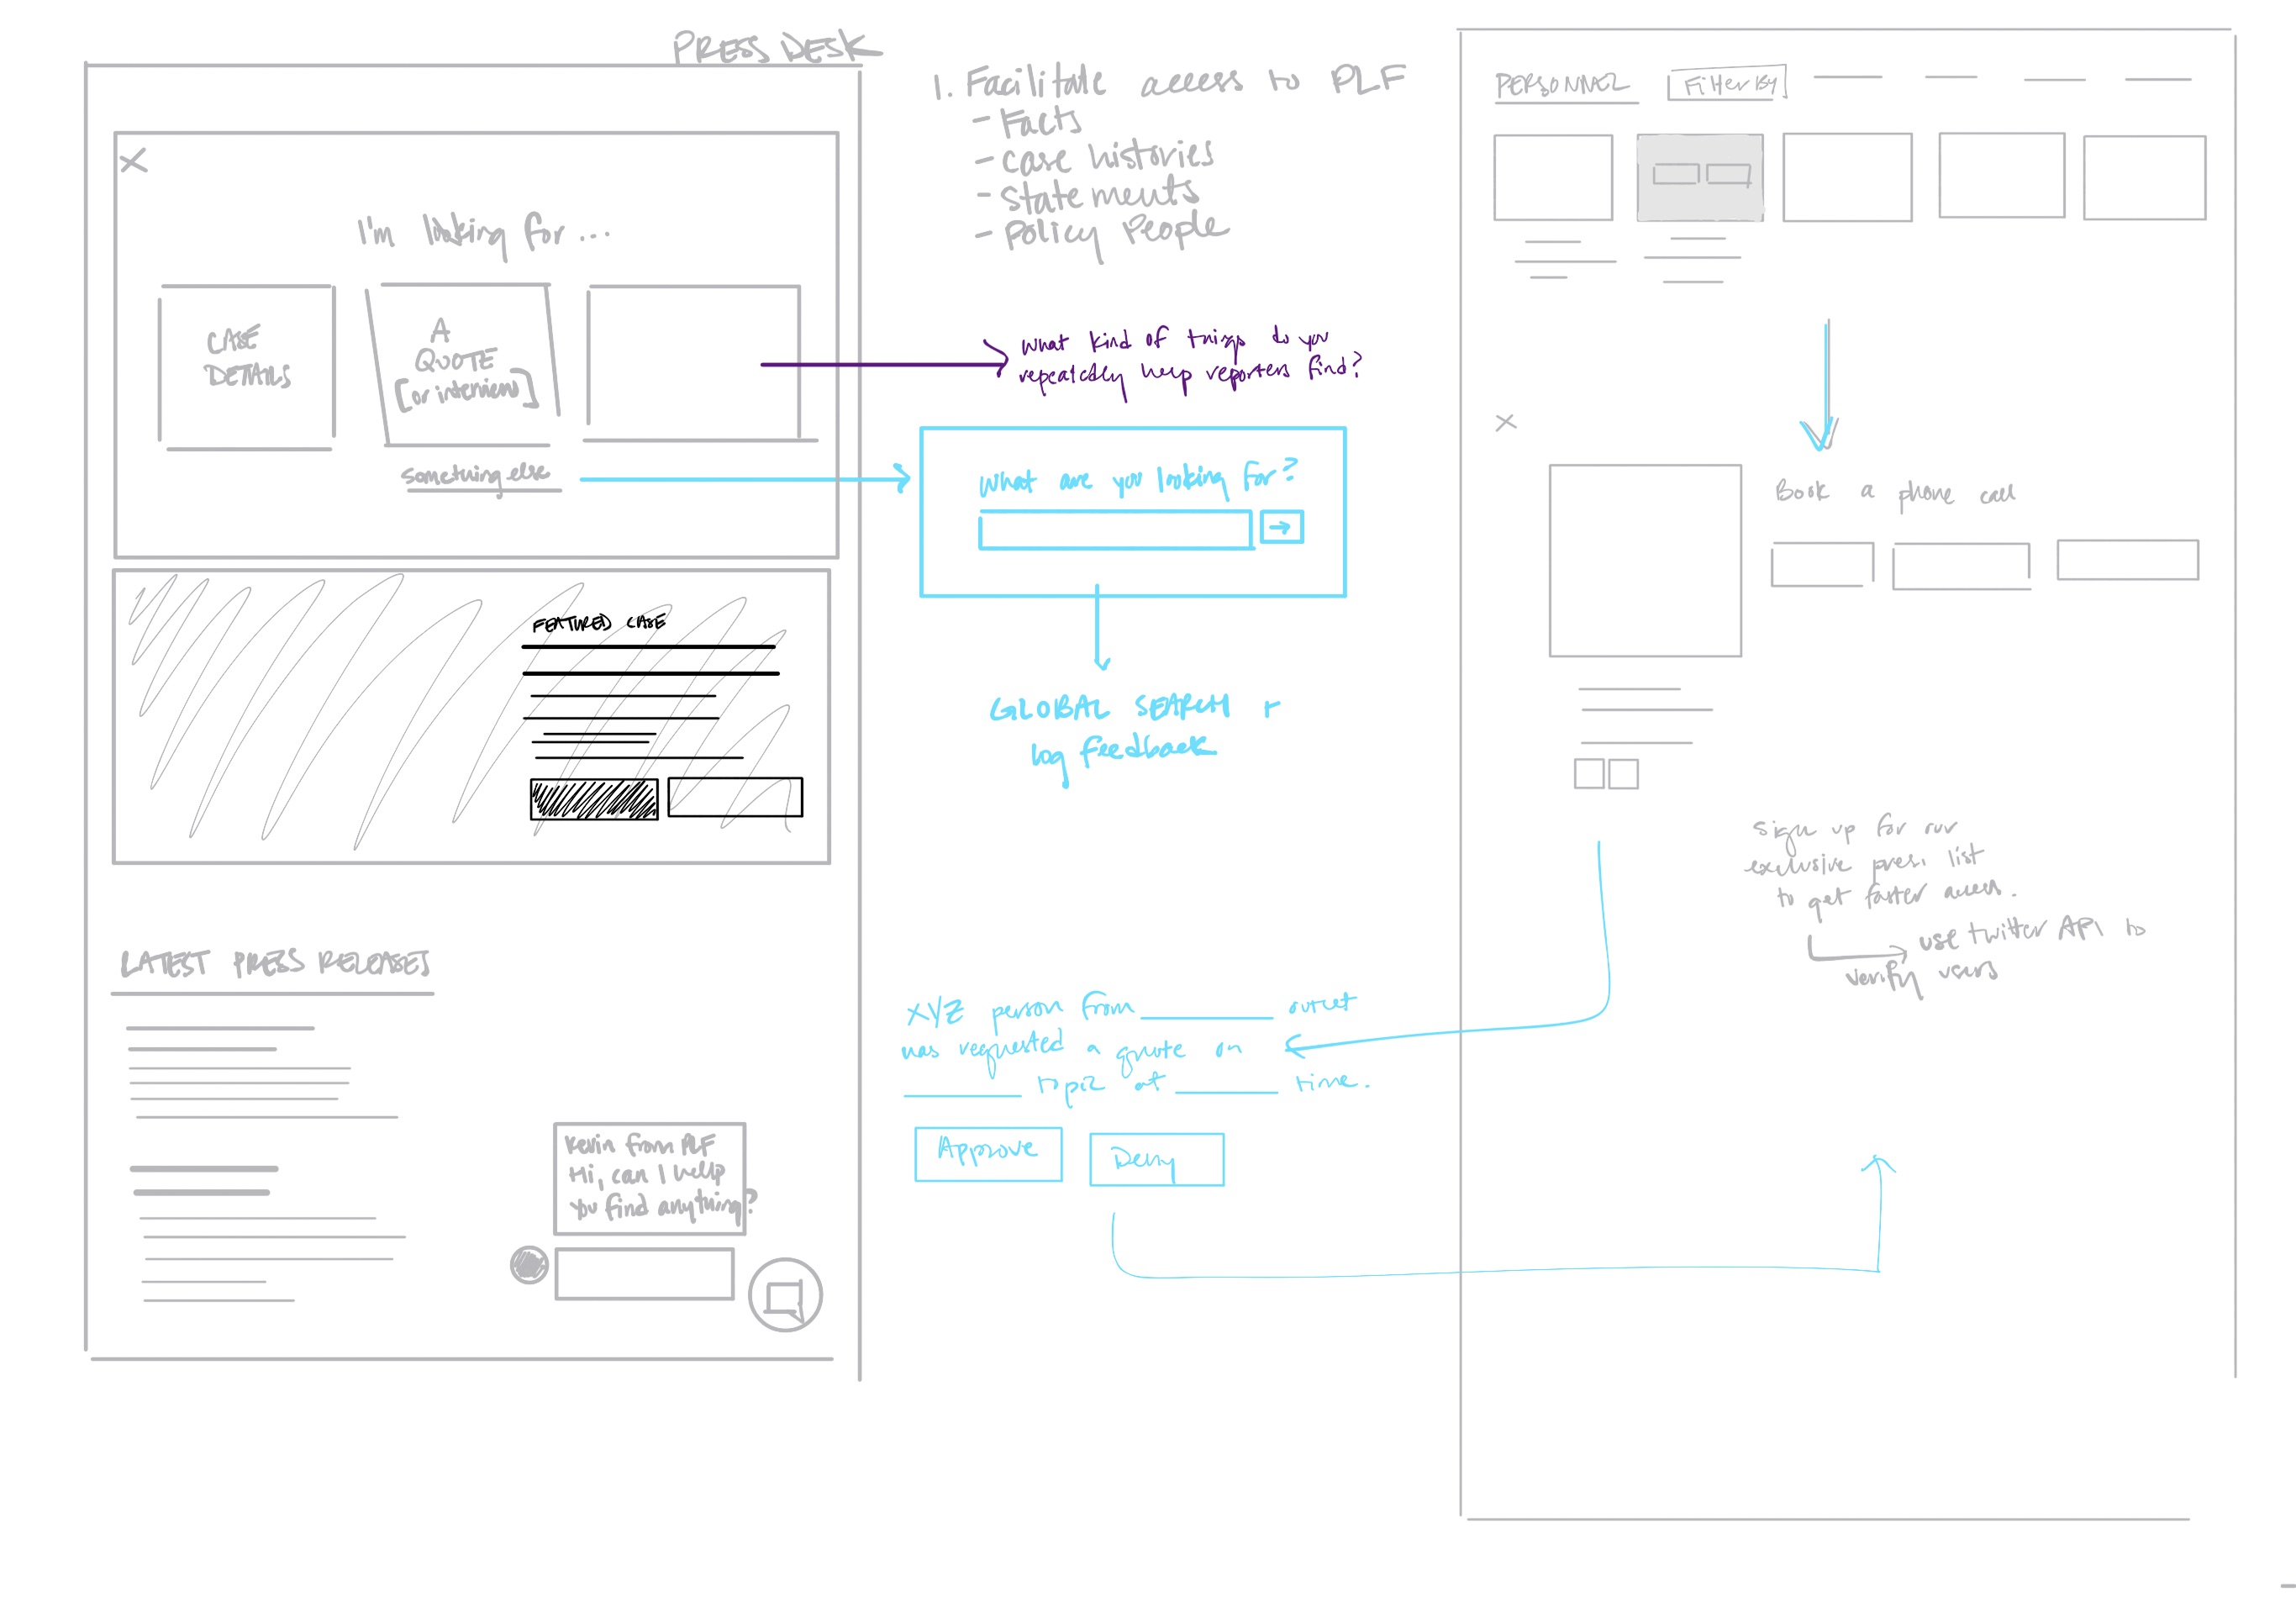 PRESS DESK
I'm looking for...
CASE
DETAILS
A
QUOTE
[or interview]
something else
FEATURED CASE
LATEST PRESS RELEASES
Kevin from PLF
Hi, can I help
you find anything?
1. Facilitate access to PLF
- Facts
- case histories
- statements
- Policy People
what kind of things do you
repeatedly help reporters find?
what are you looking for?
GLOBAL SEARCH +
log feedback
XYZ person from ________ outlet
has requested a quote on
________ topic at ________ time.
Approve
Deny
PERSONNEL
Filter by
Book a phone call
sign up for our
exclusive press list
to get faster access.
use twitter API to
verify users